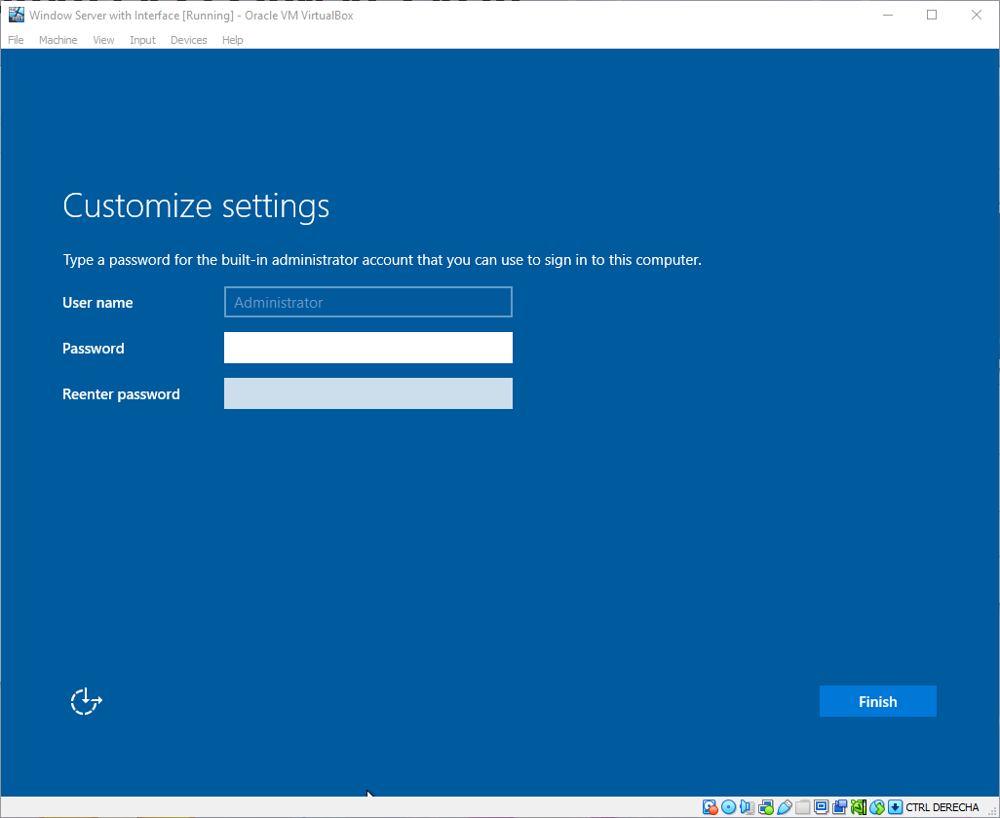 Window Server with Interface [Running] - Oracle VM VirtualBox
File Machine View Input Devices Help
Customize settings
Type a password for the built-in administrator account that you can use to sign in to this computer.
User name Administrator
Password
Reenter password
Finish
CTRL DERECHA